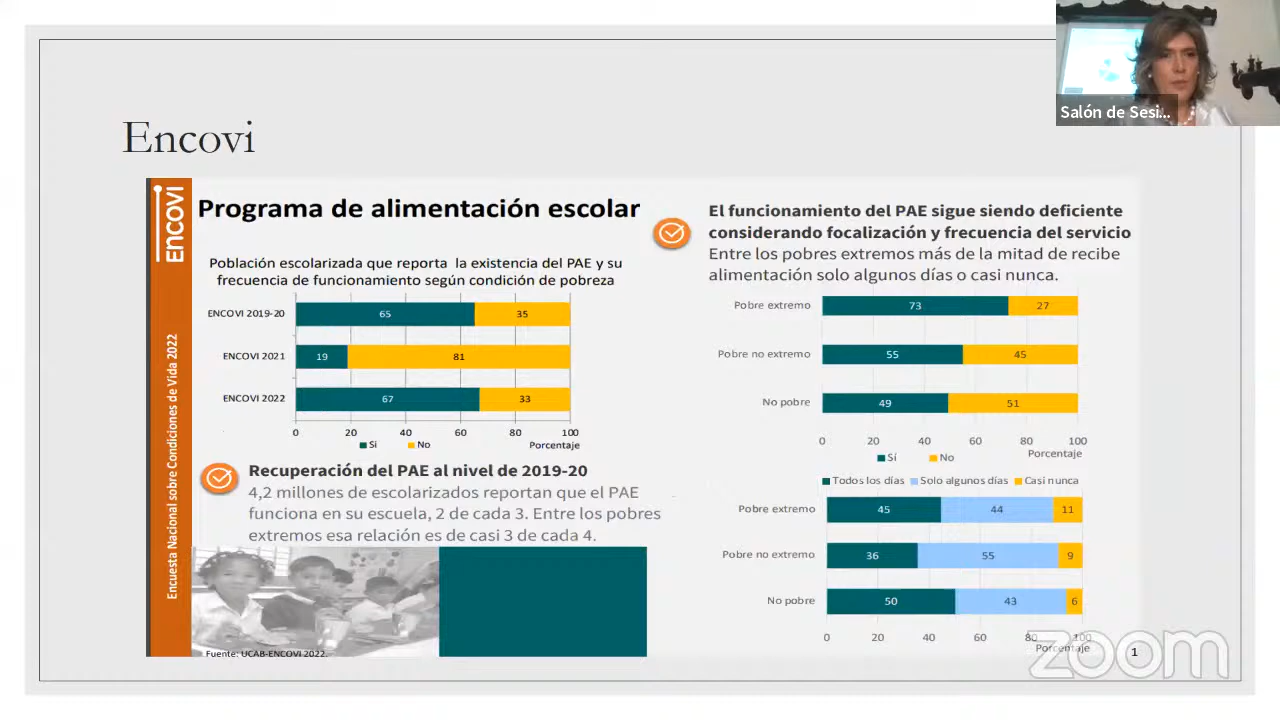 Salón de Sesi...
Encovi
ENCOVI
Encuesta Nacional sobre Condiciones de Vida 2022
Programa de alimentación escolar
Población escolarizada que reporta la existencia del PAE y su
frecuencia de funcionamiento según condición de pobreza
ENCOVI 2019-20 65 35
ENCOVI 2021 19 81
ENCOVI 2022 67 33
0 20 40 60 80 100
Si No Porcentaje
Recuperación del PAE al nivel de 2019-20
4,2 millones de escolarizados reportan que el PAE
funciona en su escuela, 2 de cada 3. Entre los pobres
extremos esa relación es de casi 3 de cada 4.
Fuente: UCAB-ENCOVI 2022.
El funcionamiento del PAE sigue siendo deficiente
considerando focalización y frecuencia del servicio
Entre los pobres extremos más de la mitad de recibe
alimentación solo algunos días o casi nunca.
Pobre extremo 73 27
Pobre no extremo 55 45
No pobre 49 51
0 20 40 60 80 100
Sí No Porcentaje
Todos los días Solo algunos días Casi nunca
Pobre extremo 45 44 11
Pobre no extremo 36 55 9
No pobre 50 43 6
0 20 40 60 80 100
Porcentaje
zoom
1